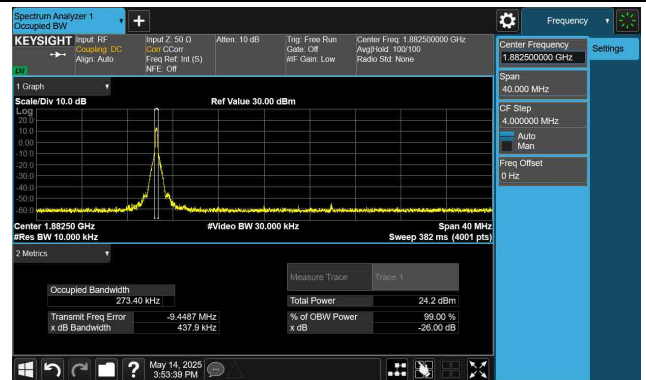 Spectrum Analyzer 1
Occupied BW
Frequency
KEYSIGHT
Input: RF
Coupling: DC
Align: Auto
Input Z: 50 Ω
Corr CCorr
Freq Ref: Int (S)
NFE: Off
Atten: 10 dB
Trig: Free Run
Gate: Off
#IF Gain: Low
Center Freq: 1.882500000 GHz
Avg|Hold: 100/100
Radio Std: None
Center Frequency
1.882500000 GHz
Settings
Span
40.000 MHz
CF Step
4.000000 MHz
Auto
Man
Freq Offset
0 Hz
1 Graph
Scale/Div 10.0 dB
Ref Value 30.00 dBm
Log
20.0
10.0
0.00
-10.0
-20.0
-30.0
-40.0
-50.0
-60.0
Center 1.88250 GHz
#Video BW 30.000 kHz
Span 40 MHz
#Res BW 10.000 kHz
Sweep 382 ms (4001 pts)
2 Metrics
Measure Trace
Trace 1
Occupied Bandwidth
273.40 kHz
Total Power
24.2 dBm
Transmit Freq Error
-9.4487 MHz
% of OBW Power
99.00 %
x dB Bandwidth
437.9 kHz
x dB
-26.00 dB
May 14, 2025
3:53:39 PM